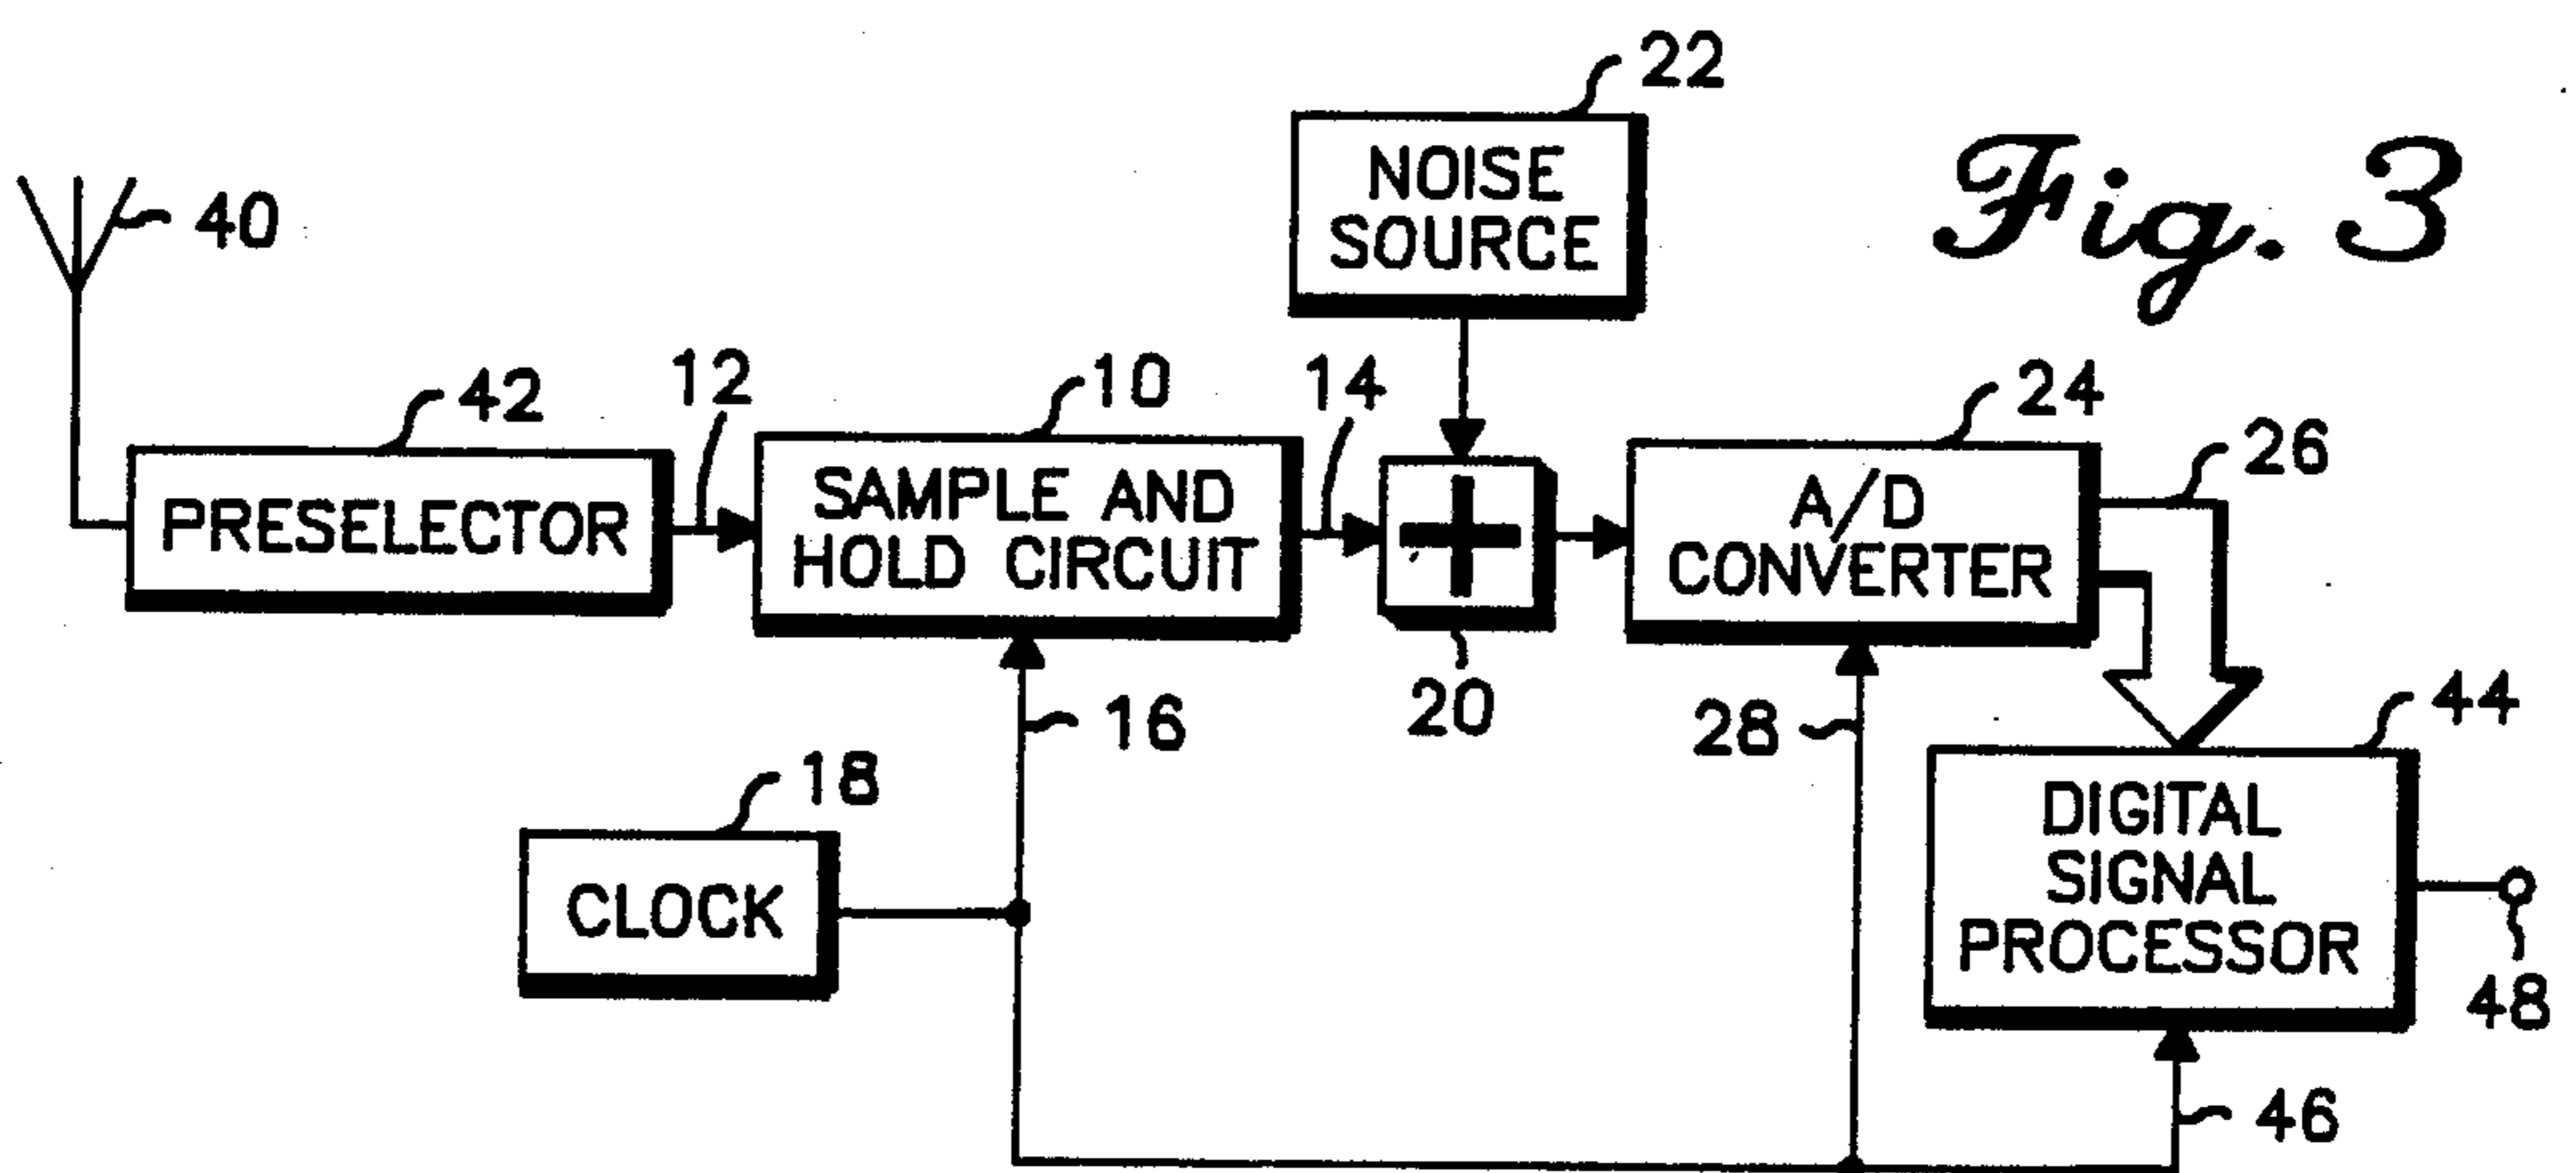 22
NOISE
SOURCE
Fig. 3
40
42
12
10
14
24
26
PRESELECTOR
SAMPLE AND
HOLD CIRCUIT
+
A/D
CONVERTER
20
16
28
44
18
CLOCK
DIGITAL
SIGNAL
PROCESSOR
48
46